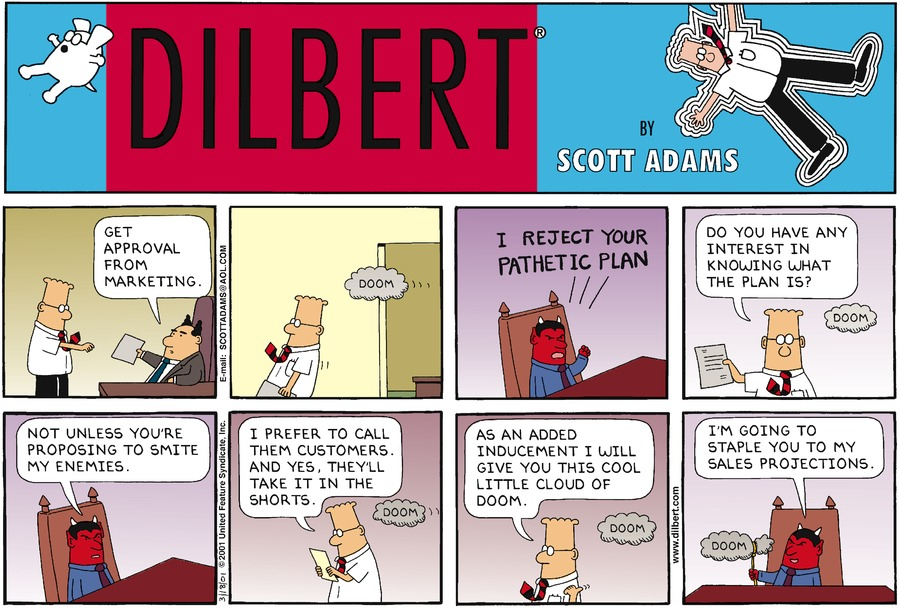 DILBERT®
BY
SCOTT ADAMS
GET
APPROVAL
FROM
MARKETING.
E-mail: SCOTTADAMS@AOL.COM
DOOM
I REJECT YOUR
PATHETIC PLAN
DO YOU HAVE ANY
INTEREST IN
KNOWING WHAT
THE PLAN IS?
DOOM
NOT UNLESS YOU'RE
PROPOSING TO SMITE
MY ENEMIES.
3/18/01 ©2001 United Feature Syndicate, Inc.
I PREFER TO CALL
THEM CUSTOMERS.
AND YES, THEY'LL
TAKE IT IN THE
SHORTS.
DOOM
AS AN ADDED
INDUCEMENT I WILL
GIVE YOU THIS COOL
LITTLE CLOUD OF
DOOM.
DOOM
www.dilbert.com
I'M GOING TO
STAPLE YOU TO MY
SALES PROJECTIONS.
DOOM